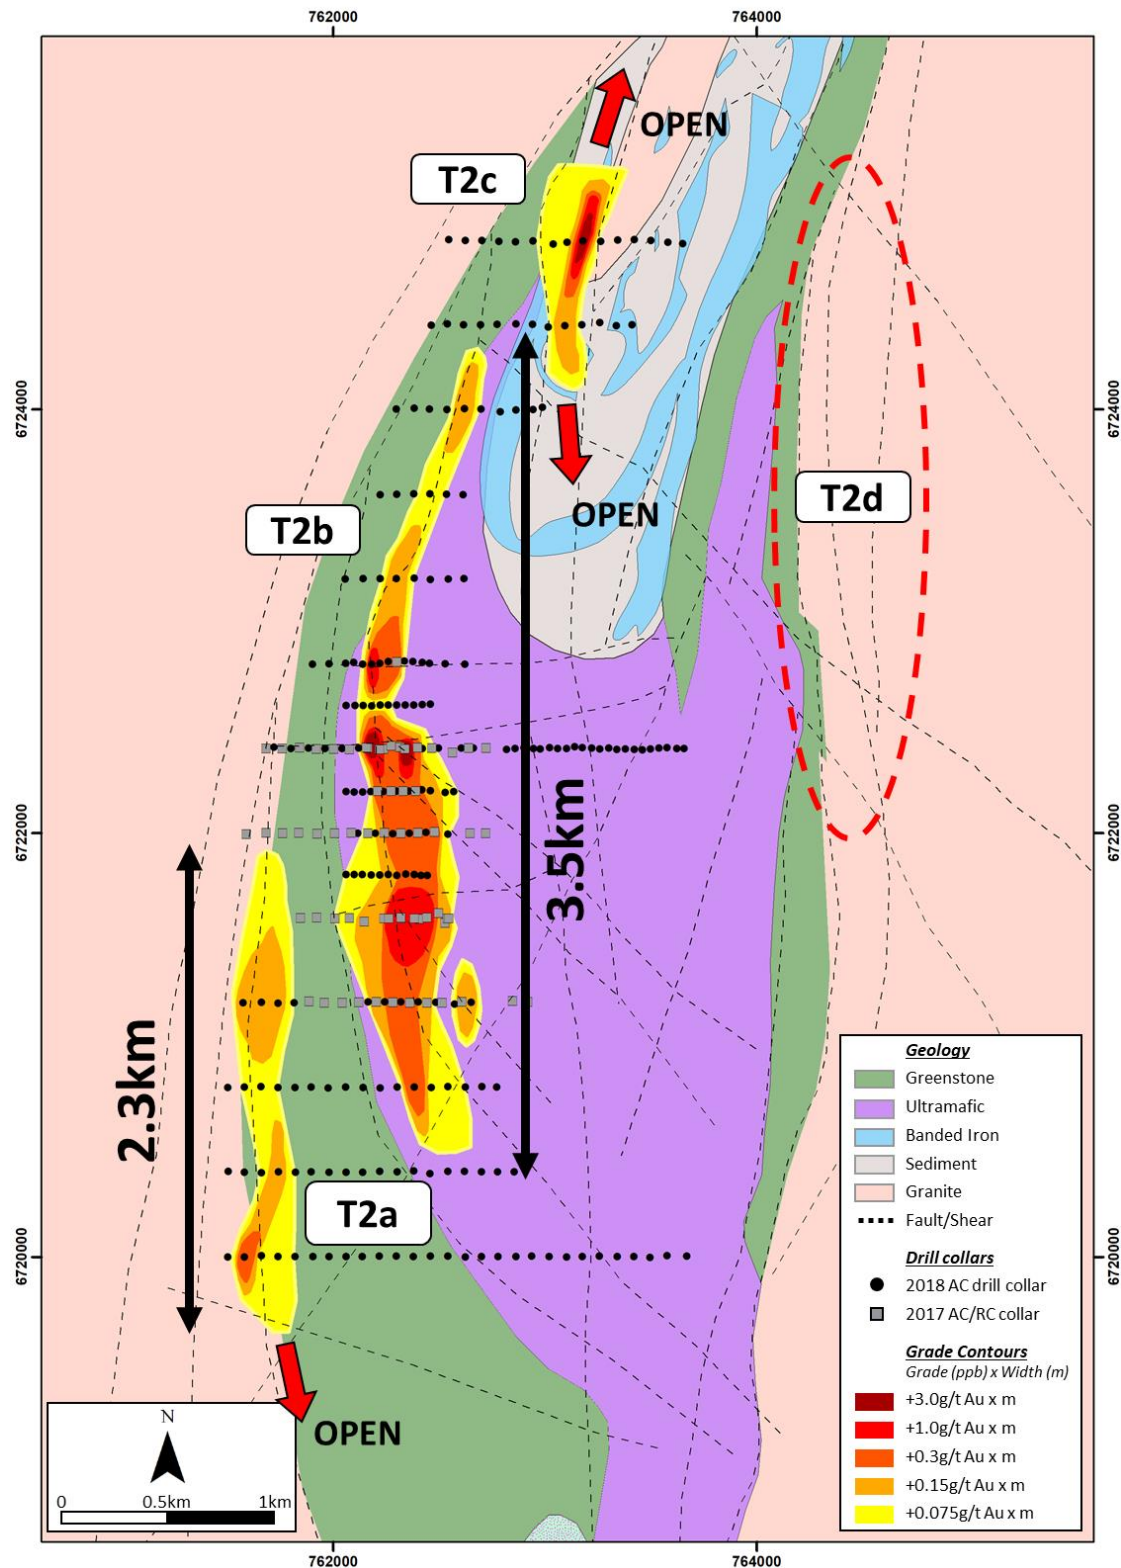 762000
764000
OPEN
T2c
6724000
6724000
T2d
OPEN
T2b
6722000
3.5km
6722000
2.3km
T2a
6720000
6720000
OPEN
N
0 0.5km 1km
Geology
Greenstone
Ultramafic
Banded Iron
Sediment
Granite
Fault/Shear
Drill collars
2018 AC drill collar
2017 AC/RC collar
Grade Contours
Grade (ppb) x Width (m)
+3.0g/t Au x m
+1.0g/t Au x m
+0.3g/t Au x m
+0.15g/t Au x m
+0.075g/t Au x m
762000
764000